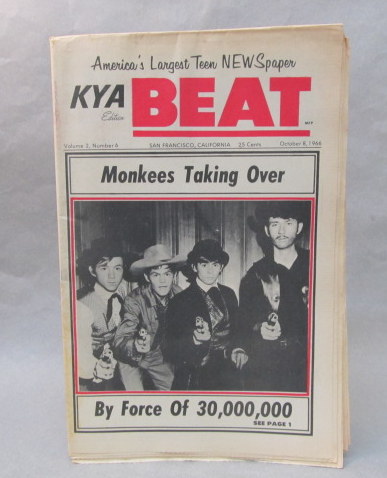 America's Largest Teen NEWSpaper
KYA
Edition
BEAT
Volume 2, Number 6 SAN FRANCISCO, CALIFORNIA 25 Cents October 8, 1966
Monkees Taking Over
By Force Of 30,000,000
SEE PAGE 1